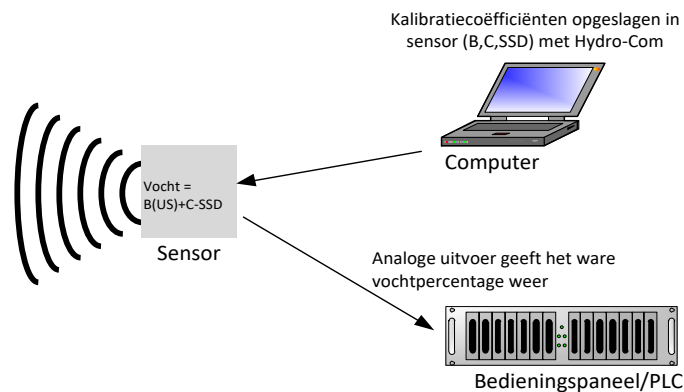 Kalibratiecoëfficiënten opgeslagen in
sensor (B,C,SSD) met Hydro-Com
Computer
Vocht =
B(US)+C-SSD
Sensor
Analoge uitvoer geeft het ware
vochtpercentage weer
Bedieningspaneel/PLC